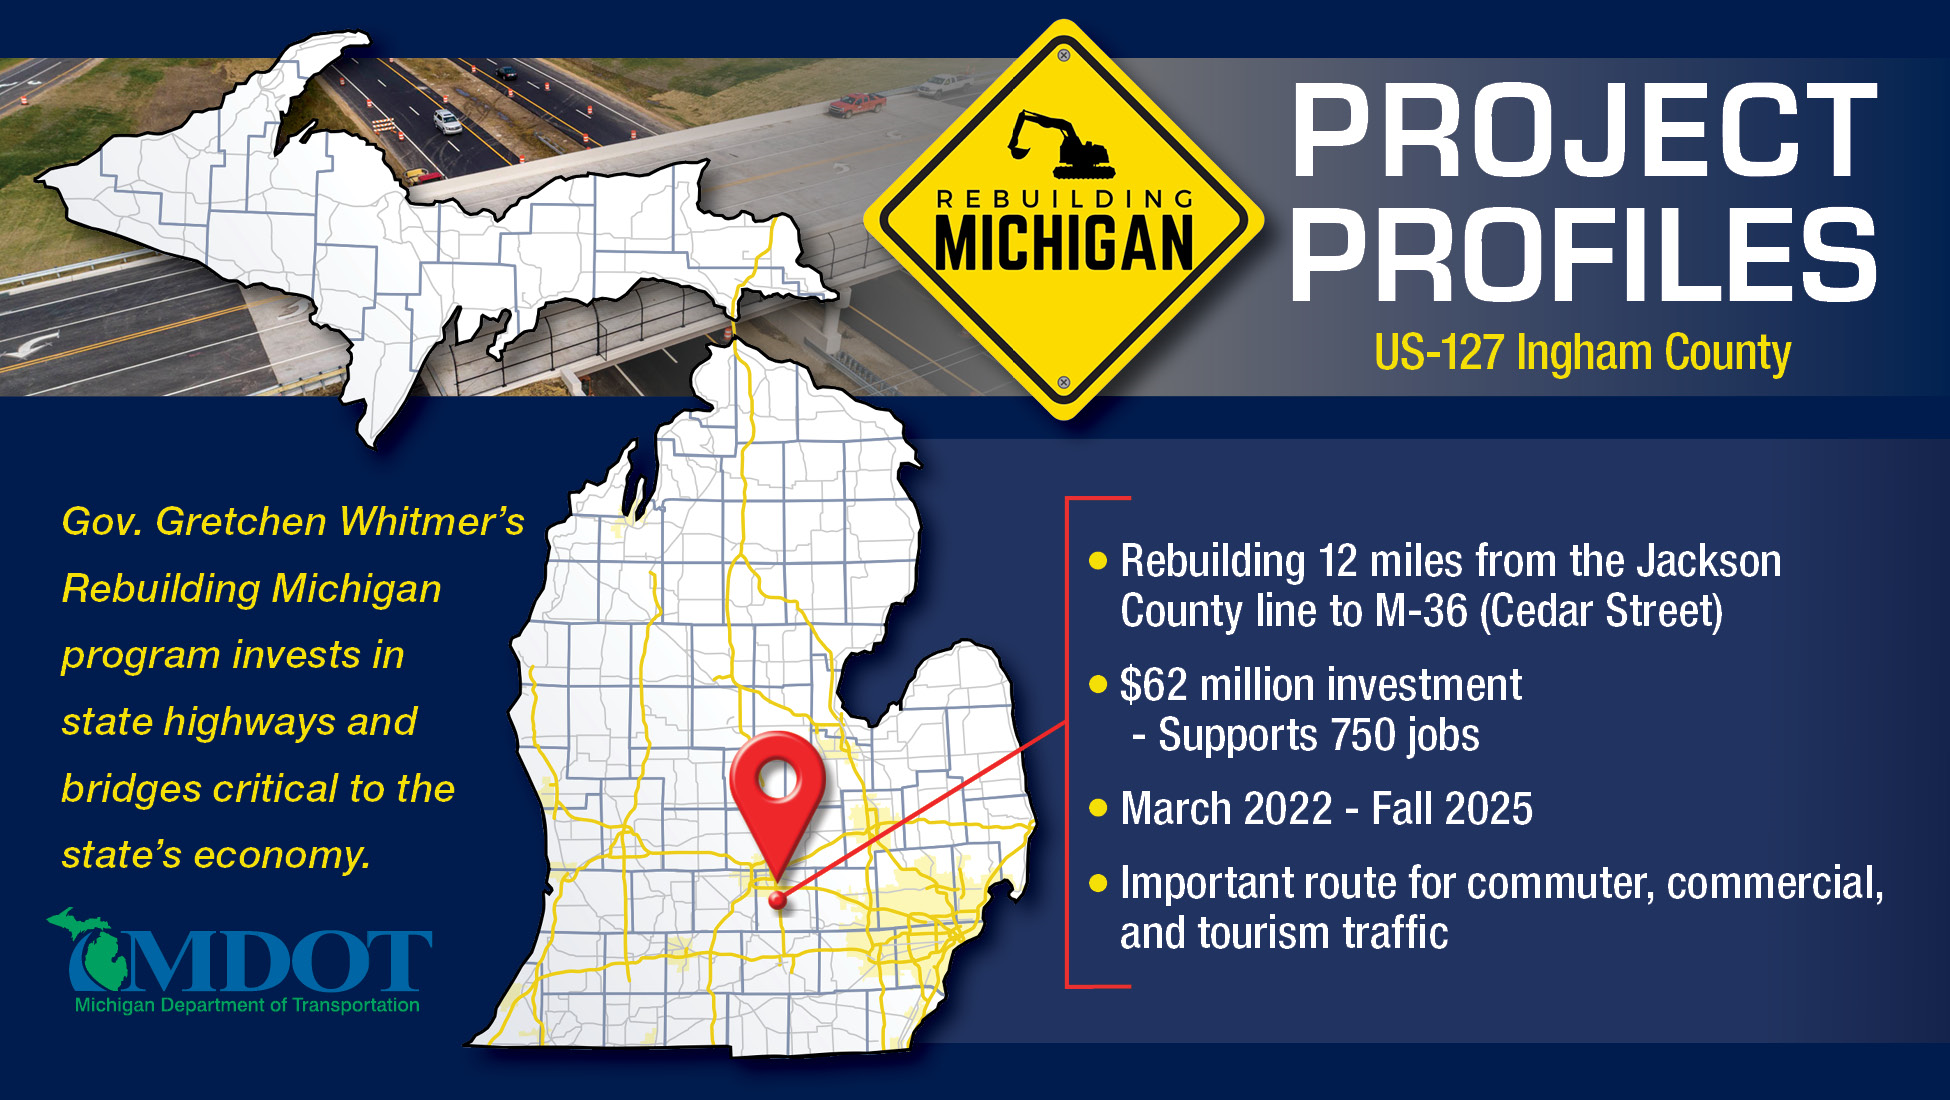 REBUILDING
MICHIGAN
PROJECT
PROFILES
US-127 Ingham County
Gov. Gretchen Whitmer's
Rebuilding Michigan
program invests in
state highways and
bridges critical to the
state's economy.
MDOT
Michigan Department of Transportation
• Rebuilding 12 miles from the Jackson
County line to M-36 (Cedar Street)
• $62 million investment
- Supports 750 jobs
• March 2022 - Fall 2025
• Important route for commuter, commercial,
and tourism traffic